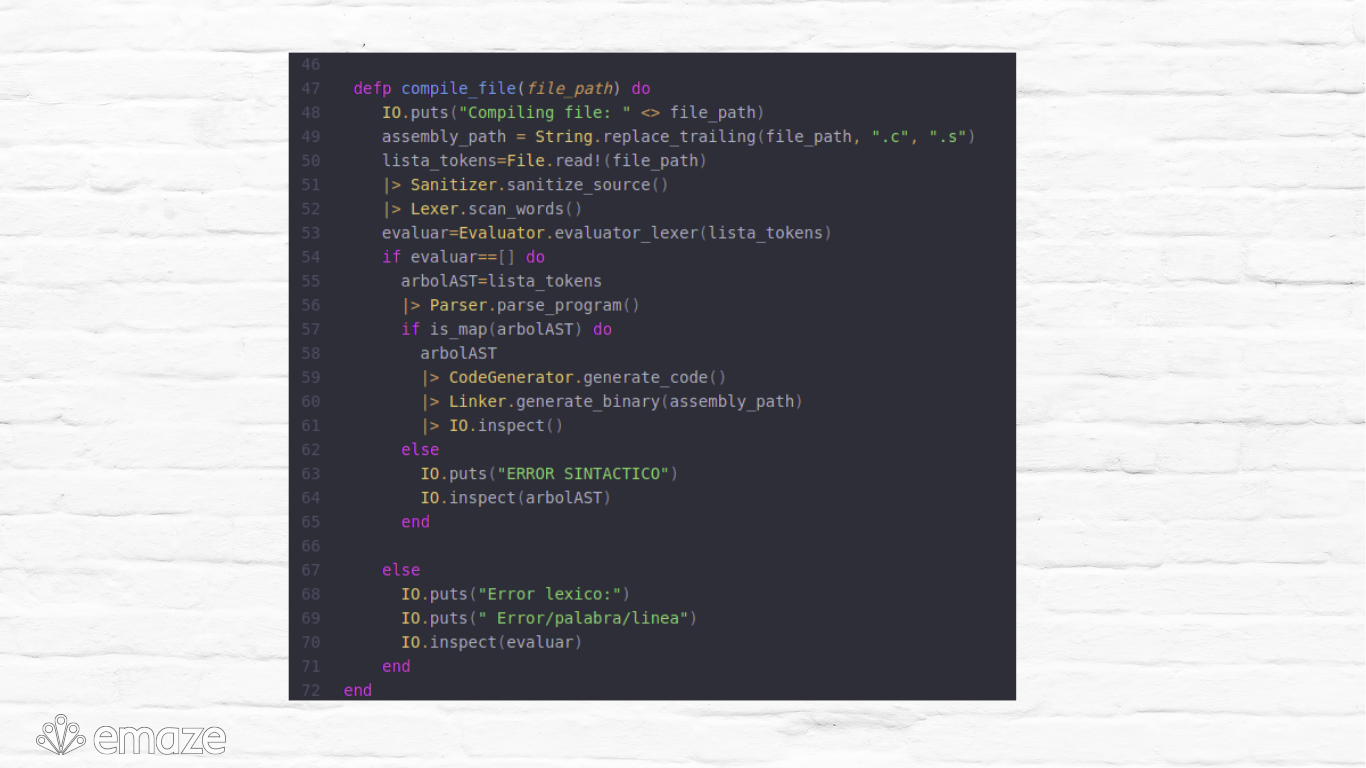 46
47 defp compile_file(file_path) do
48 IO.puts("Compiling file: " <> file_path)
49 assembly_path = String.replace_trailing(file_path, ".c", ".s")
50 lista_tokens=File.read!(file_path)
51 |> Sanitizer.sanitize_source()
52 |> Lexer.scan_words()
53 evaluar=Evaluator.evaluator_lexer(lista_tokens)
54 if evaluar==[] do
55 arbolAST=lista_tokens
56 |> Parser.parse_program()
57 if is_map(arbolAST) do
58 arbolAST
59 |> CodeGenerator.generate_code()
60 |> Linker.generate_binary(assembly_path)
61 |> IO.inspect()
62 else
63 IO.puts("ERROR SINTACTICO")
64 IO.inspect(arbolAST)
65 end
66
67 else
68 IO.puts("Error lexico:")
69 IO.puts(" Error/palabra/linea")
70 IO.inspect(evaluar)
71 end
72 end
emaze